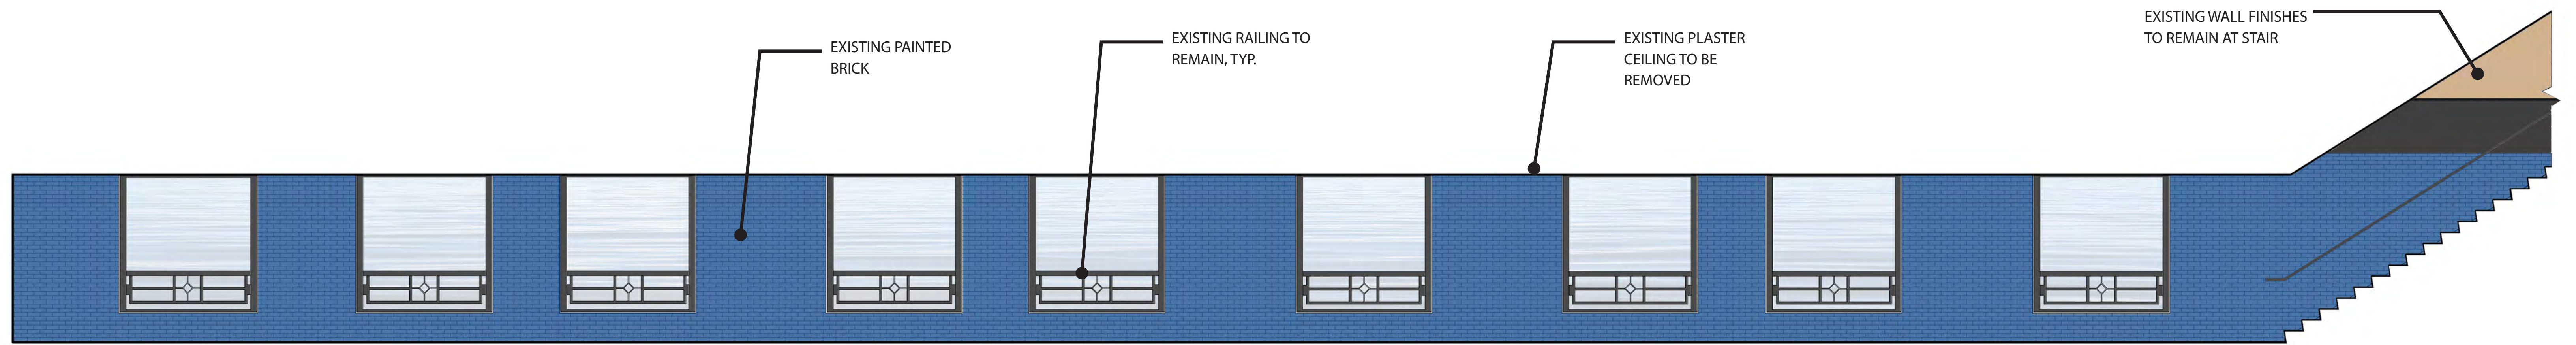 EXISTING PAINTED
BRICK
EXISTING RAILING TO
REMAIN, TYP.
EXISTING PLASTER
CEILING TO BE
REMOVED
EXISTING WALL FINISHES
TO REMAIN AT STAIR